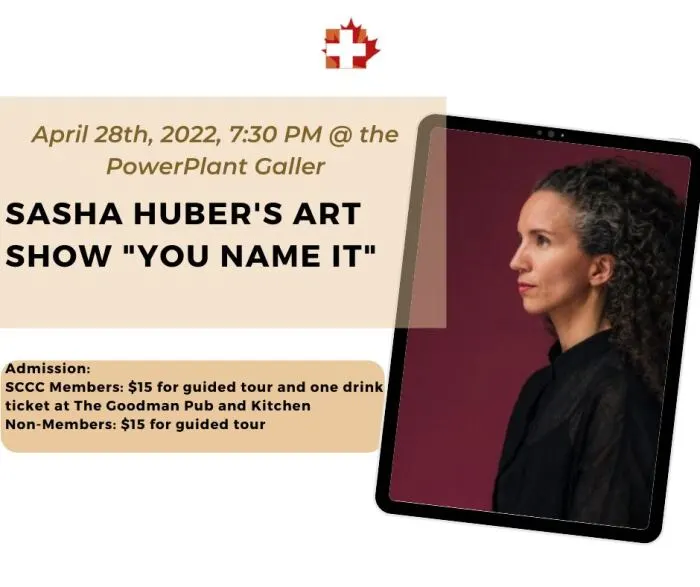 April 28th, 2022, 7:30 PM @ the
PowerPlant Galler
SASHA HUBER'S ART
SHOW "YOU NAME IT"
Admission:
SCCC Members: $15 for guided tour and one drink
ticket at The Goodman Pub and Kitchen
Non-Members: $15 for guided tour